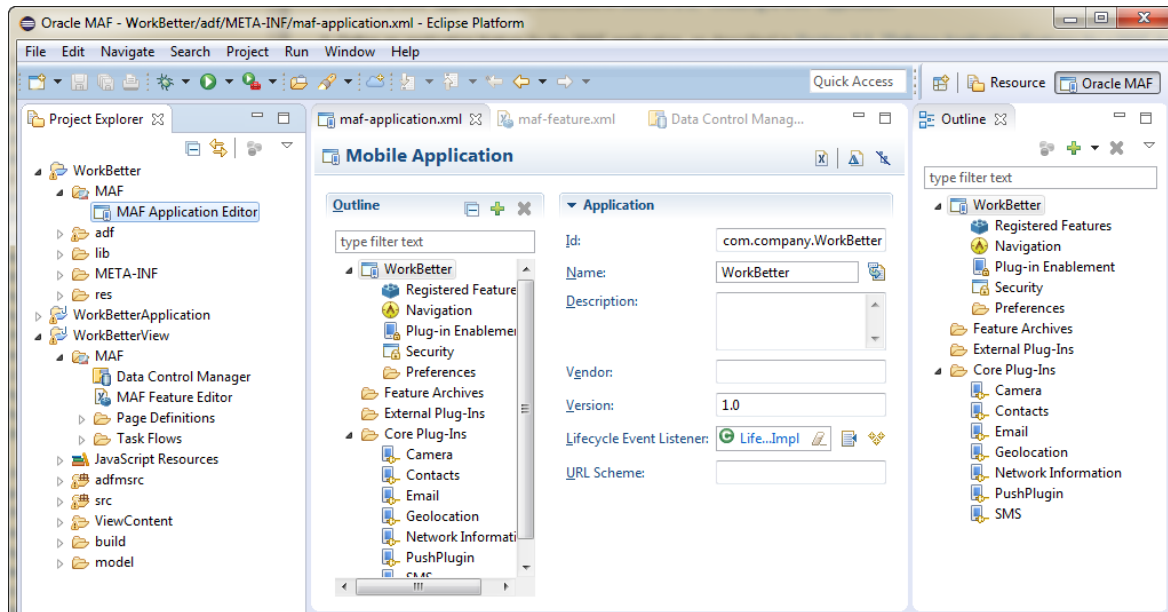 Oracle MAF - WorkBetter/adf/META-INF/maf-application.xml - Eclipse Platform
File Edit Navigate Search Project Run Window Help
Quick Access
Resource
Oracle MAF
Project Explorer
WorkBetter
MAF
MAF Application Editor
adf
lib
META-INF
res
WorkBetterApplication
WorkBetterView
MAF
Data Control Manager
MAF Feature Editor
Page Definitions
Task Flows
JavaScript Resources
adfmsrc
src
ViewContent
build
model
maf-application.xml
maf-feature.xml
Data Control Manag...
Mobile Application
Outline
type filter text
WorkBetter
Registered Feature
Navigation
Plug-in Enablemen
Security
Preferences
Feature Archives
External Plug-Ins
Core Plug-Ins
Camera
Contacts
Email
Geolocation
Network Informati
PushPlugin
SMS
Application
Id: com.company.WorkBetter
Name: WorkBetter
Description:
Vendor:
Version: 1.0
Lifecycle Event Listener: Life...Impl
URL Scheme:
Outline
type filter text
WorkBetter
Registered Features
Navigation
Plug-in Enablement
Security
Preferences
Feature Archives
External Plug-Ins
Core Plug-Ins
Camera
Contacts
Email
Geolocation
Network Information
PushPlugin
SMS